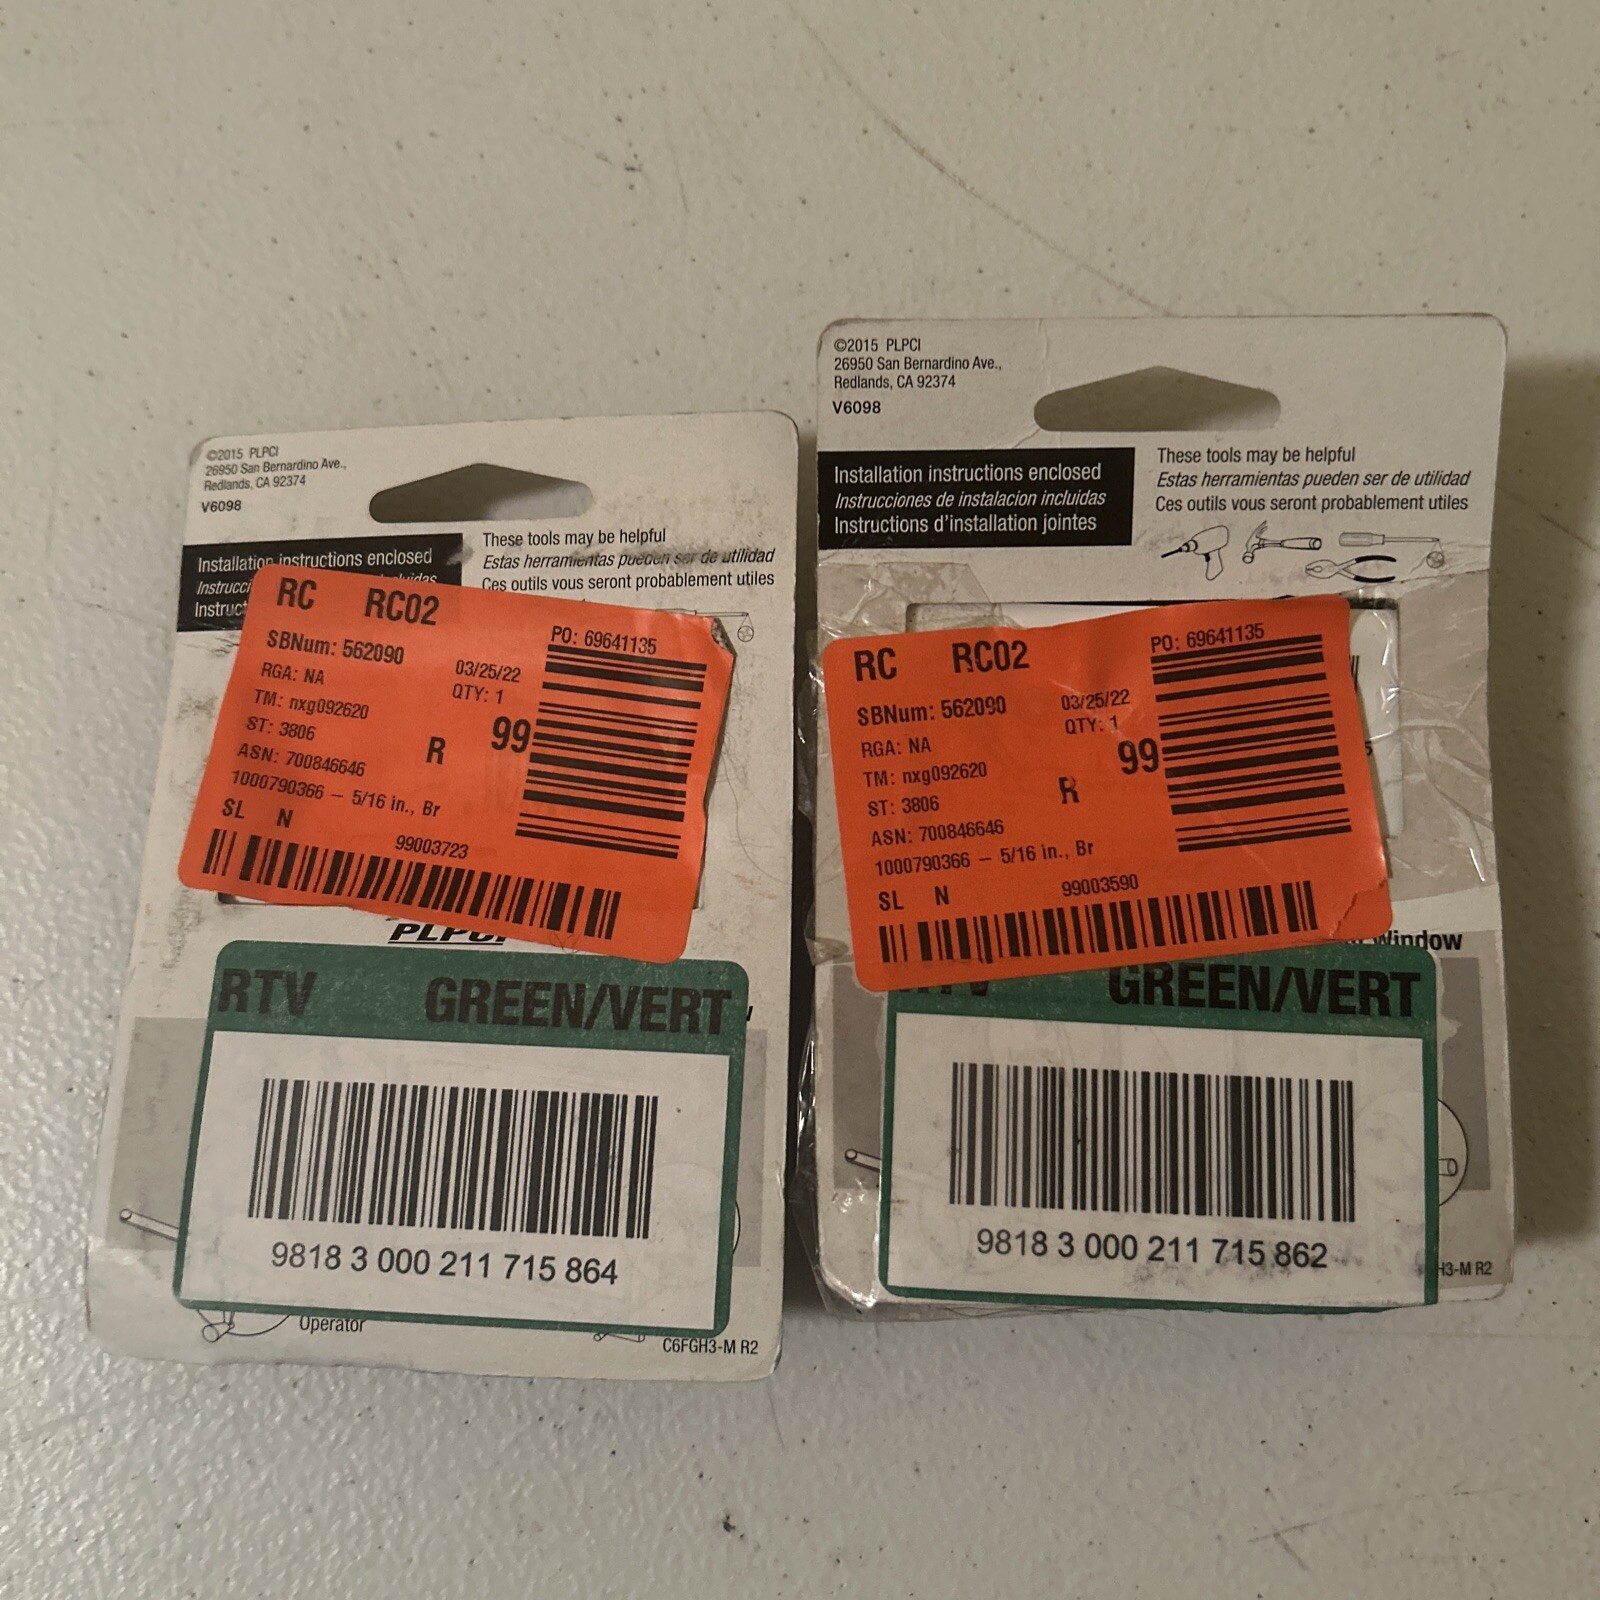 ©2015 PLPCI
26950 San Bernardino Ave.,
Redlands, CA 92374
V6098
Installation instructions enclosed
These tools may be helpful
Estas herramientas pueden ser de utilidad
Ces outils vous seront probablement utiles
RC RC02
PO: 69641135
SBNum: 562090
03/25/22
RGA: NA
QTY: 1
TM: nxg092620
ST: 3806
R 99
ASN: 700846646
1000790366 – 5/16 in., Br
SL N
99003723
PLPCI
RTV GREEN/VERT
9818 3 000 211 715 864
Operator
C6FGH3-M R2
©2015 PLPCI
26950 San Bernardino Ave.,
Redlands, CA 92374
V6098
Installation instructions enclosed
Instrucciones de instalacion incluidas
Instructions d'installation jointes
These tools may be helpful
Estas herramientas pueden ser de utilidad
Ces outils vous seront probablement utiles
RC RC02
PO: 69641135
SBNum: 562090
03/25/22
RGA: NA
QTY: 1
TM: nxg092620
99
ST: 3806
R
ASN: 700846646
1000790366 – 5/16 in., Br
SL N
99003590
Window
RTV GREEN/VERT
9818 3 000 211 715 862
H3-M R2